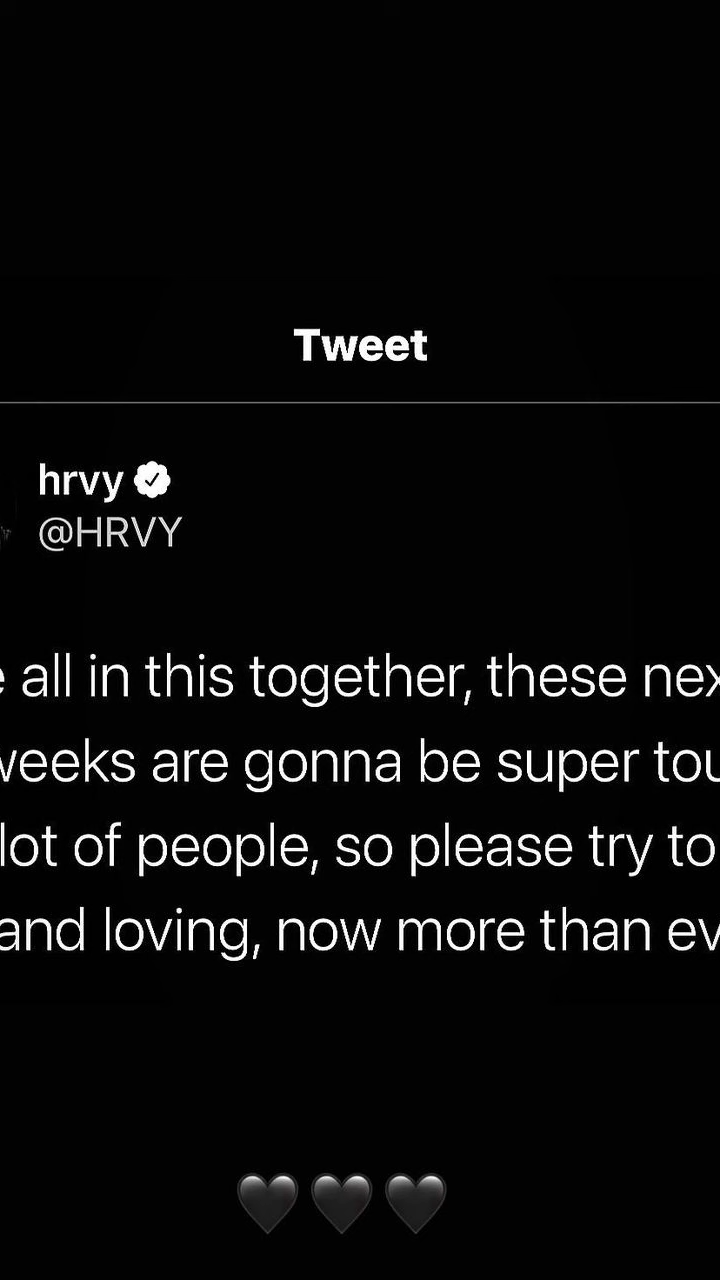 Tweet
hrvy
@HRVY
all in this together, these
weeks are gonna be super
lot of people, so please try to
and loving, now more than
🖤🖤🖤